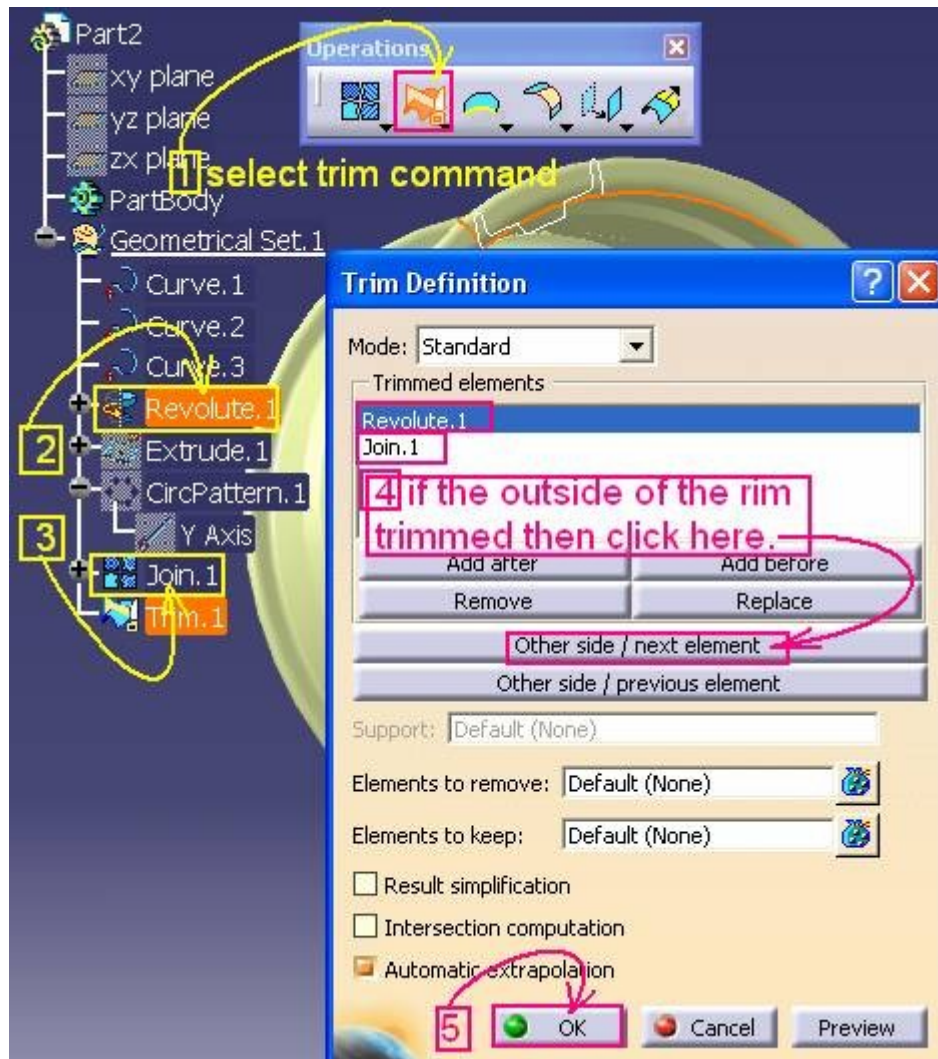 Part2
xy plane
yz plane
zx plane
PartBody
Geometrical Set.1
Curve.1
Curve.2
Curve.3
Revolute.1
Extrude.1
CircPattern.1
Y Axis
Join.1
Trim.1
2
3
Operations
1 select trim command
Trim Definition
Mode: Standard
Trimmed elements
Revolute.1
Join.1
4 if the outside of the rim
trimmed then click here.
Add after Add before
Remove Replace
Other side / next element
Other side / previous element
Support: Default (None)
Elements to remove: Default (None)
Elements to keep: Default (None)
Result simplification
Intersection computation
Automatic extrapolation
5 OK Cancel Preview